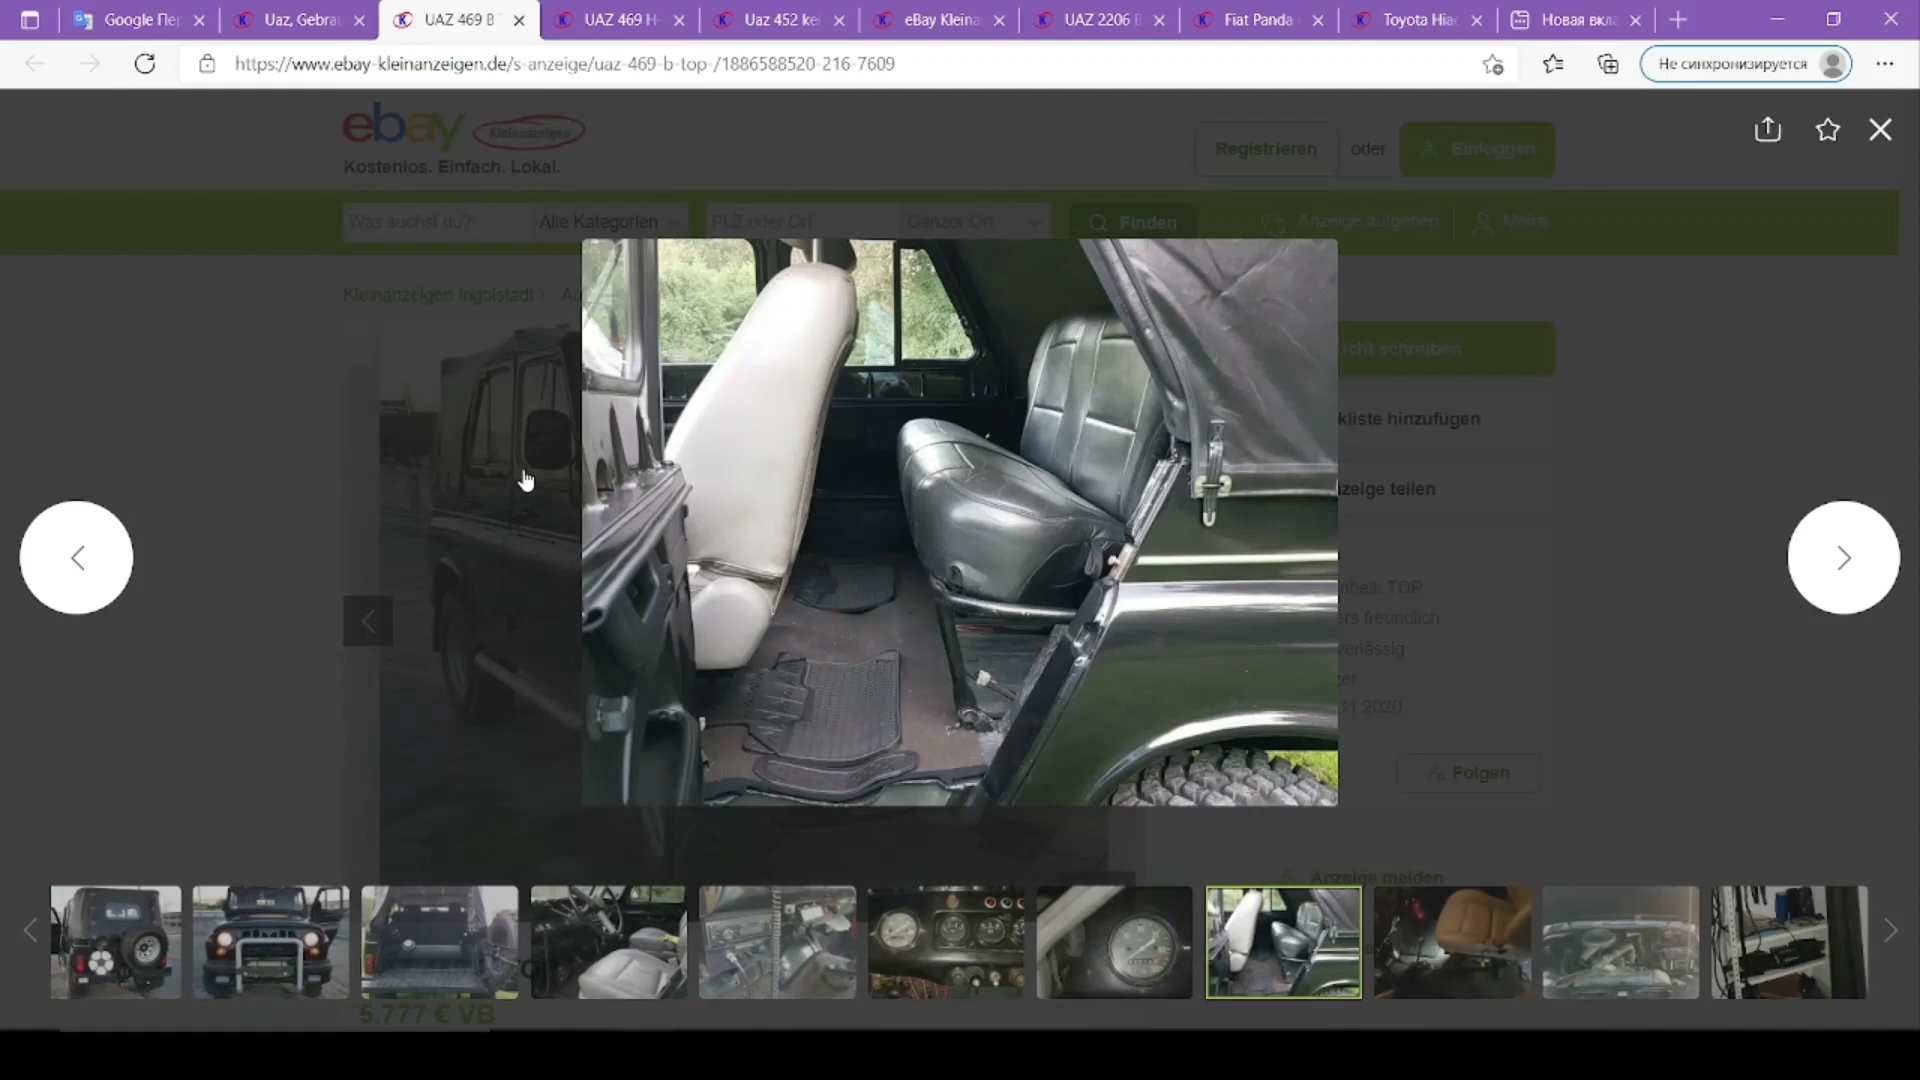 Google Пе
Uaz, Gebra
UAZ 469 B
UAZ 469 H
Uaz 452 ke
eBay Kleina
UAZ 2206 B
Fiat Panda
Toyota Hia
Новая вкл
https://www.ebay-kleinanzeigen.de/s-anzeige/uaz-469-b-top-/1886588520-216-7609
Не синхронизируется
ebay Kleinanzeigen
Kostenlos. Einfach. Lokal.
Registrieren oder Einloggen
Was suchst du? Alle Kategorien PLZ oder Ort Ganzer Ort Finden Anzeige aufgeben Meins
Kleinanzeigen Ingolstadt Au
icht schreiben
kliste hinzufügen
zeige teilen
nheit: TOP
ers freundlich
verlässig
11.2020
Folgen
Anzeige melden
5.777 € VB